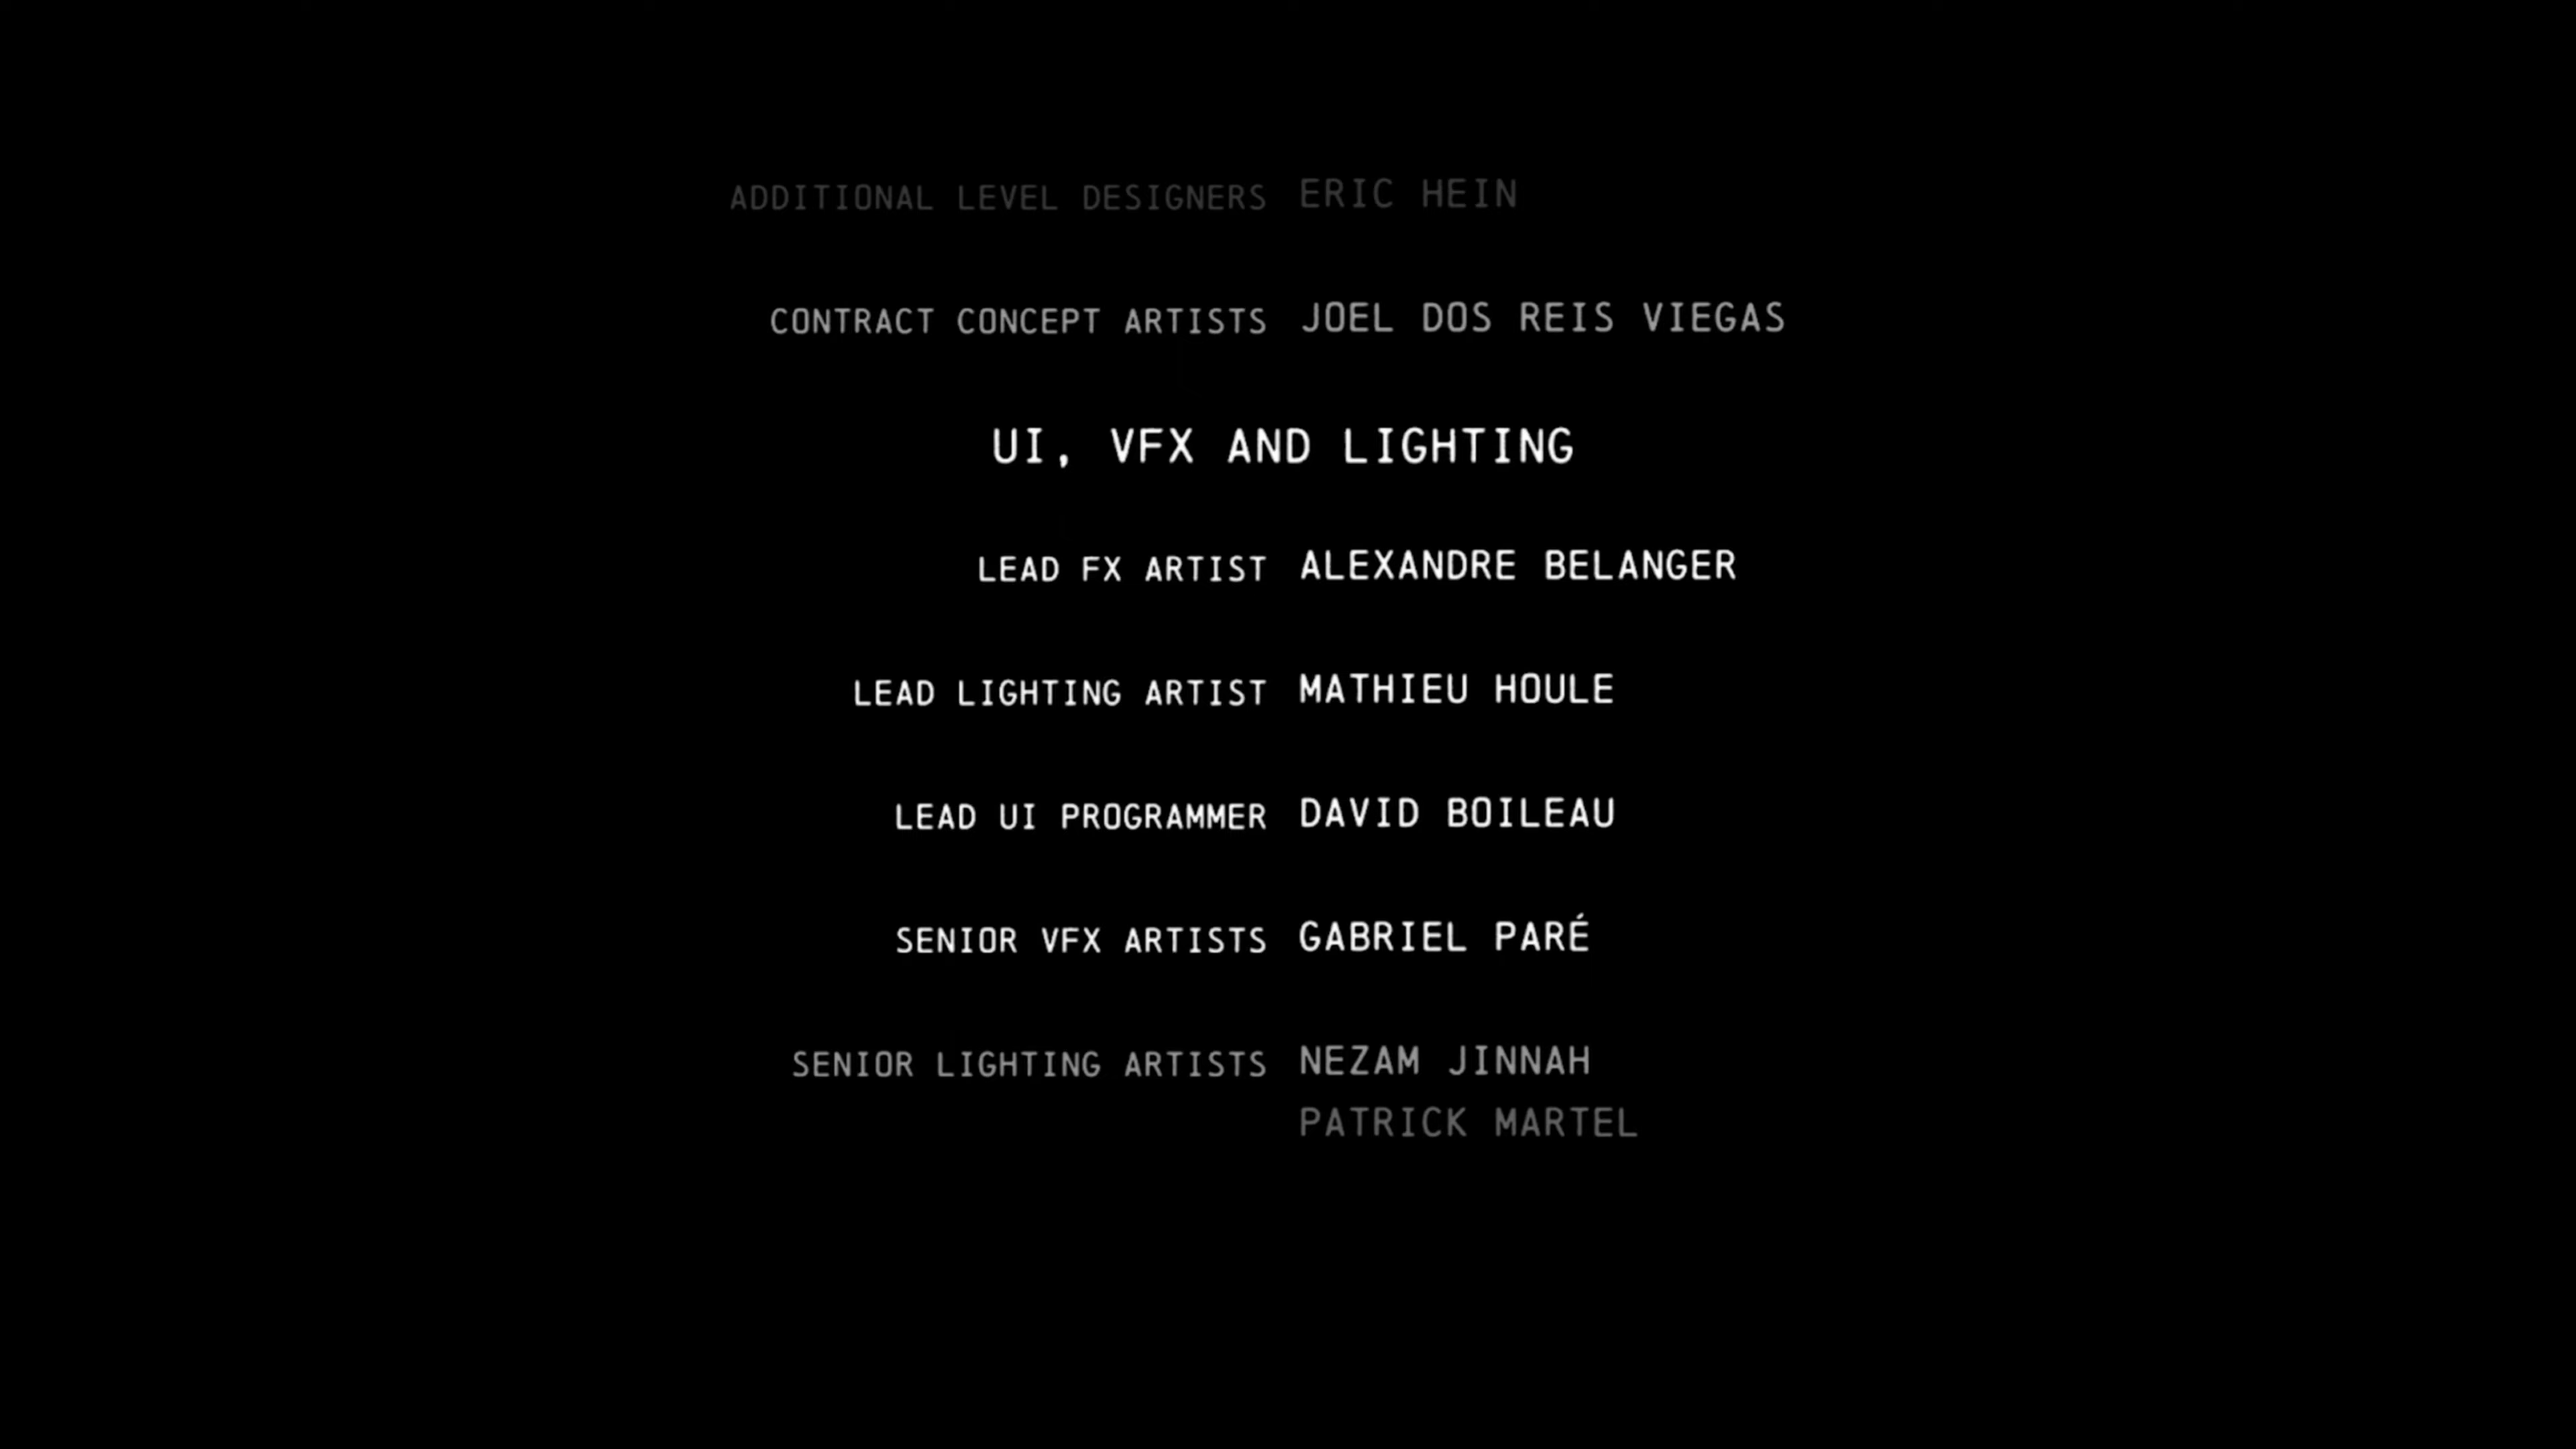 ADDITIONAL LEVEL DESIGNERS ERIC HEIN
CONTRACT CONCEPT ARTISTS JOEL DOS REIS VIEGAS
UI, VFX AND LIGHTING
LEAD FX ARTIST ALEXANDRE BELANGER
LEAD LIGHTING ARTIST MATHIEU HOULE
LEAD UI PROGRAMMER DAVID BOILEAU
SENIOR VFX ARTISTS GABRIEL PARÉ
SENIOR LIGHTING ARTISTS NEZAM JINNAH
PATRICK MARTEL